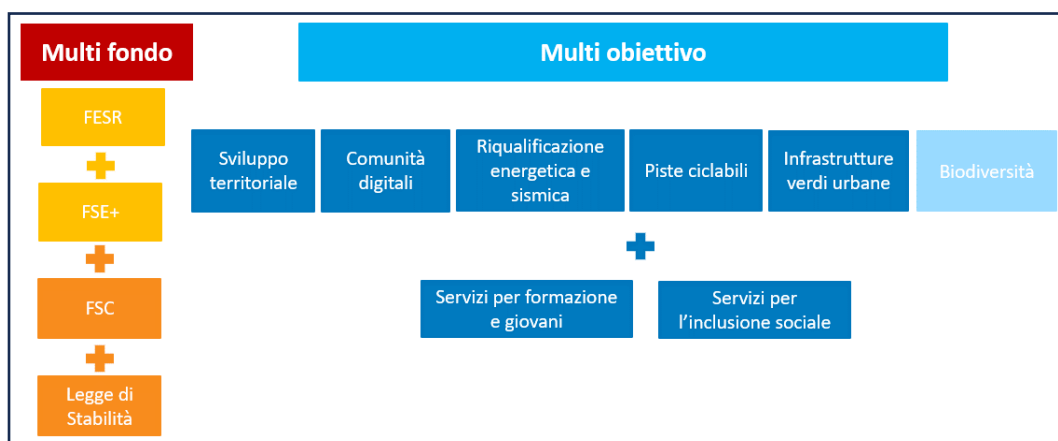 Multi fondo
Multi obiettivo
FESR
FSE+
FSC
Legge di
Stabilità
Sviluppo
territoriale
Comunità
digitali
Riqualificazione
energetica e
sismica
Piste ciclabili
Infrastrutture
verdi urbane
Biodiversità
Servizi per formazione
e giovani
Servizi per
l'inclusione sociale